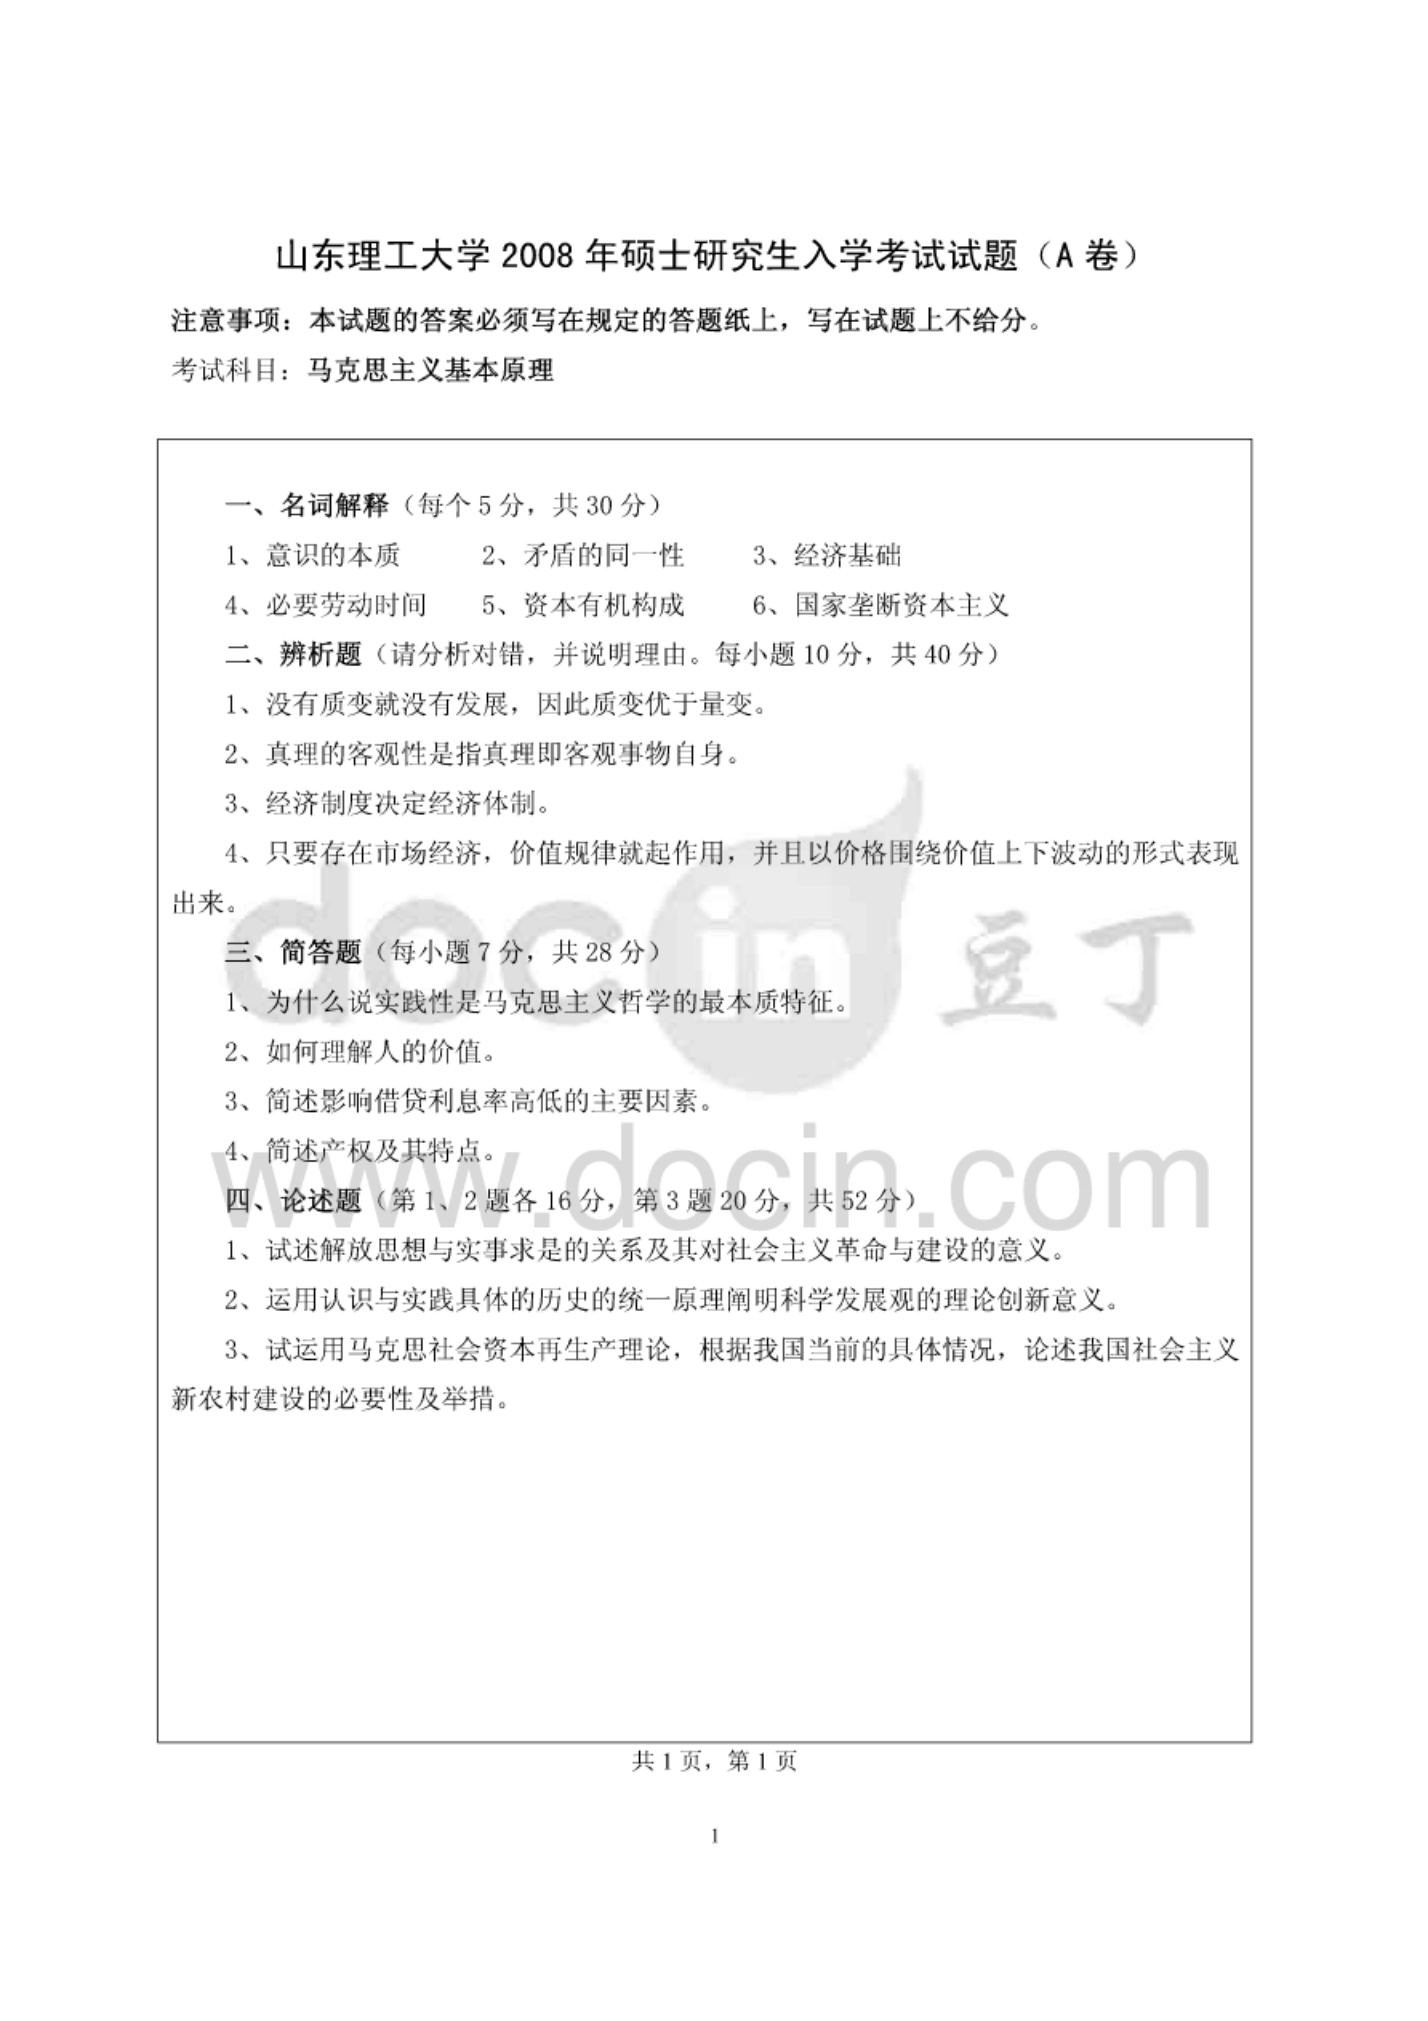 山东理工大学 2008 年硕士研究生入学考试试题（A 卷）
注意事项：本试题的答案必须写在规定的答题纸上，写在试题上不给分。
考试科目：马克思主义基本原理
一、名词解释（每个 5 分，共 30 分）
1、意识的本质 2、矛盾的同一性 3、经济基础
4、必要劳动时间 5、资本有机构成 6、国家垄断资本主义
二、辨析题（请分析对错，并说明理由。每小题 10 分，共 40 分）
1、没有质变就没有发展，因此质变优于量变。
2、真理的客观性是指真理即客观事物自身。
3、经济制度决定经济体制。
4、只要存在市场经济，价值规律就起作用，并且以价格围绕价值上下波动的形式表现
出来。
三、简答题（每小题 7 分，共 28 分）
1、为什么说实践性是马克思主义哲学的最本质特征。
2、如何理解人的价值。
3、简述影响借贷利息率高低的主要因素。
4、简述产权及其特点。
四、论述题（第 1、2 题各 16 分，第 3 题 20 分，共 52 分）
1、试述解放思想与实事求是的关系及其对社会主义革命与建设的意义。
2、运用认识与实践具体的历史的统一原理阐明科学发展观的理论创新意义。
3、试运用马克思社会资本再生产理论，根据我国当前的具体情况，论述我国社会主义
新农村建设的必要性及举措。
docin 豆丁
www.docin.com
共 1 页，第 1 页
1